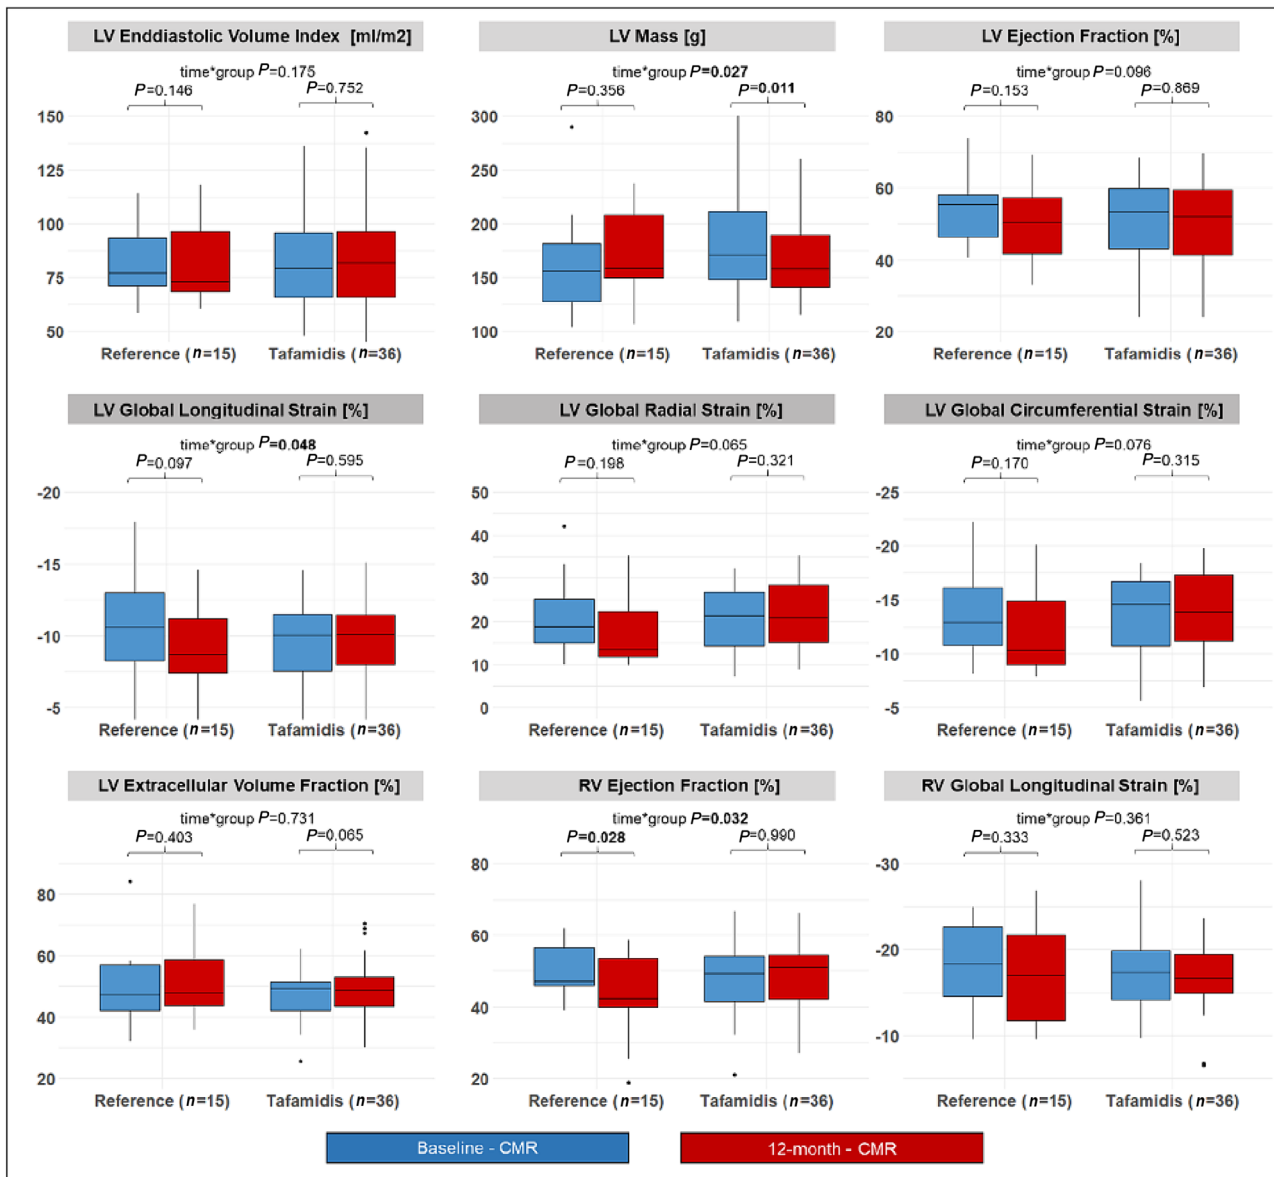 LV Enddiastolic Volume Index [ml/m2]
time*group P=0.175
P=0.146
P=0.752
150
125
100
75
50
Reference (n=15)
Tafamidis (n=36)
LV Mass [g]
time*group P=0.027
P=0.356
P=0.011
300
250
200
150
100
Reference (n=15)
Tafamidis (n=36)
LV Ejection Fraction [%]
time*group P=0.096
P=0.153
P=0.869
80
60
40
20
Reference (n=15)
Tafamidis (n=36)
LV Global Longitudinal Strain [%]
time*group P=0.048
P=0.097
P=0.595
-20
-15
-10
-5
Reference (n=15)
Tafamidis (n=36)
LV Global Radial Strain [%]
time*group P=0.065
P=0.198
P=0.321
50
40
30
20
10
0
Reference (n=15)
Tafamidis (n=36)
LV Global Circumferential Strain [%]
time*group P=0.076
P=0.170
P=0.315
-25
-20
-15
-10
-5
Reference (n=15)
Tafamidis (n=36)
LV Extracellular Volume Fraction [%]
time*group P=0.731
P=0.403
P=0.065
80
60
40
20
Reference (n=15)
Tafamidis (n=36)
RV Ejection Fraction [%]
time*group P=0.032
P=0.028
P=0.990
80
60
40
20
Reference (n=15)
Tafamidis (n=36)
RV Global Longitudinal Strain [%]
time*group P=0.361
P=0.333
P=0.523
-30
-20
-10
Reference (n=15)
Tafamidis (n=36)
Baseline - CMR
12-month - CMR